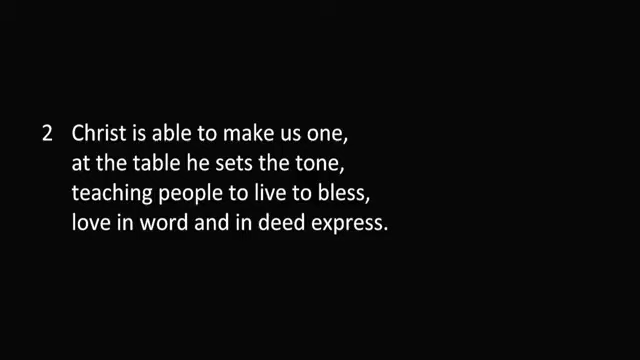 2 Christ is able to make us one,
at the table he sets the tone,
teaching people to live to bless,
love in word and in deed express.